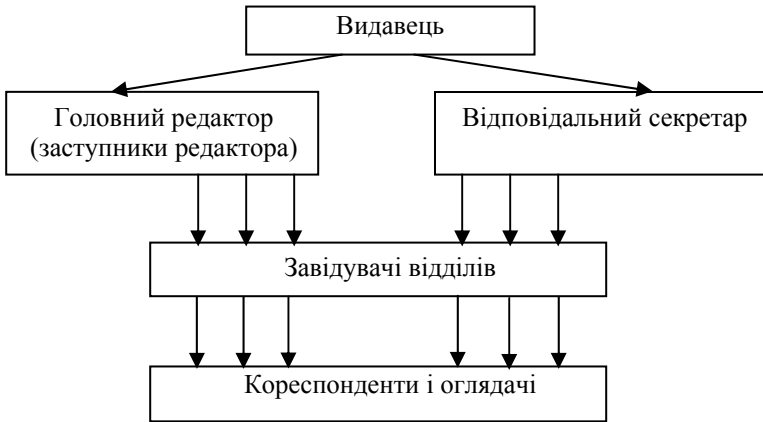 Видавець
Головний редактор
(заступники редактора)
Відповідальний секретар
Завідувачі відділів
Кореспонденти і оглядачі